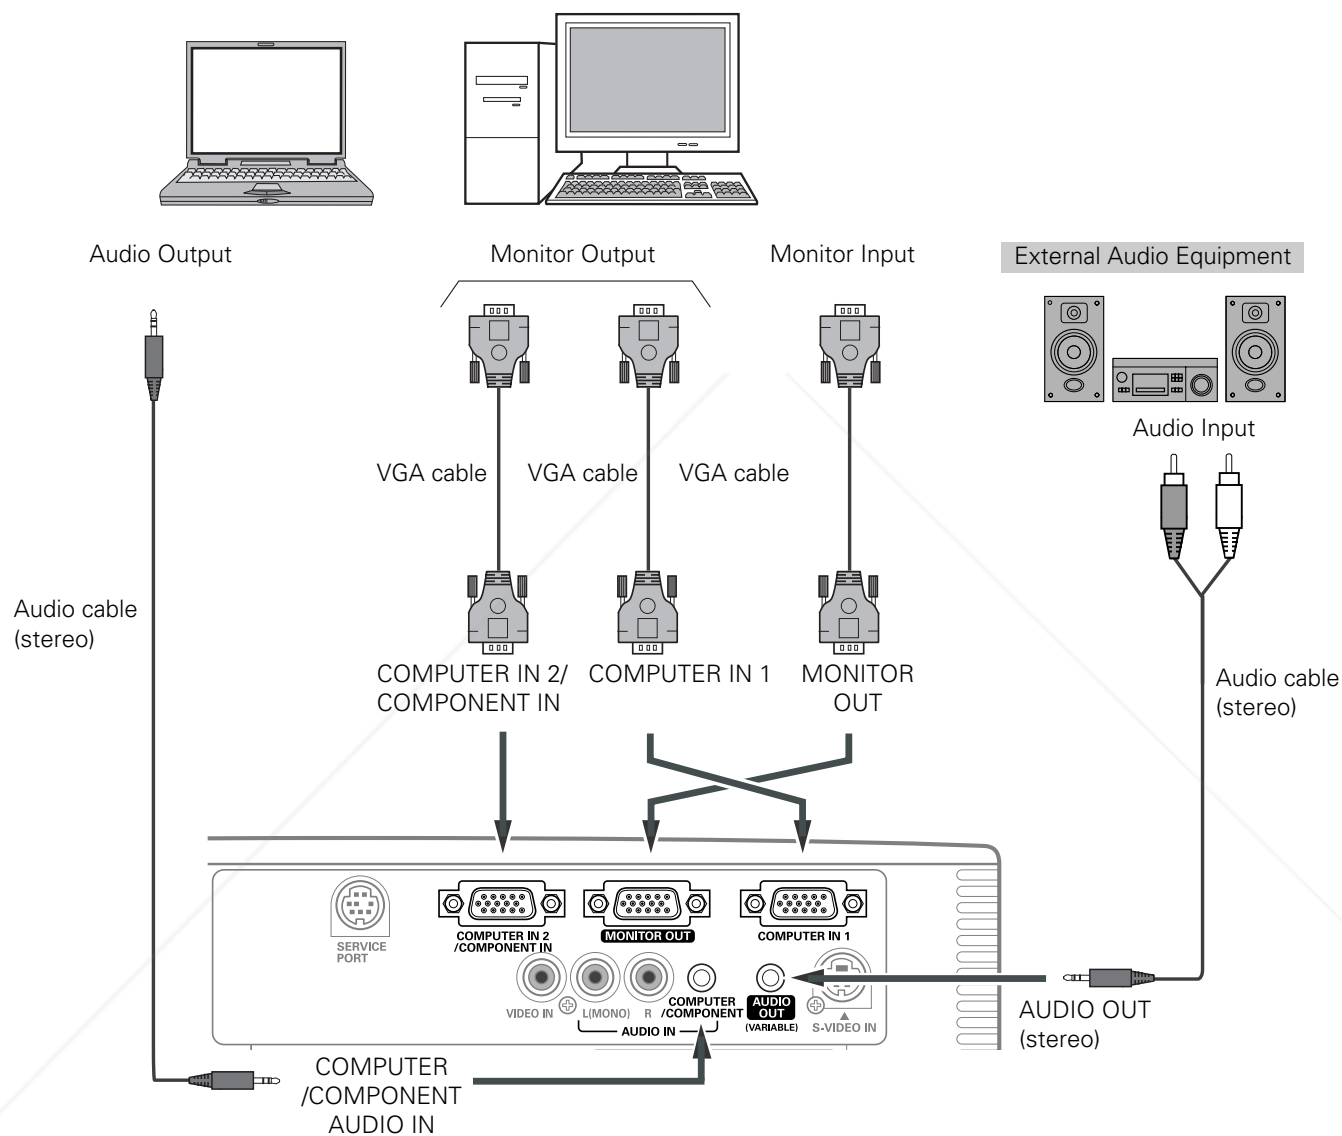 Audio Output
Monitor Output
Monitor Input
External Audio Equipment
Audio Input
VGA cable
VGA cable
VGA cable
Audio cable
(stereo)
COMPUTER IN 2/
COMPONENT IN
COMPUTER IN 1
MONITOR
OUT
Audio cable
(stereo)
SERVICE
PORT
COMPUTER IN 2
/COMPONENT IN
MONITOR OUT
COMPUTER IN 1
VIDEO IN
L(MONO)
R
AUDIO IN
COMPUTER
/COMPONENT
AUDIO
OUT
(VARIABLE)
S-VIDEO IN
AUDIO OUT
(stereo)
COMPUTER
/COMPONENT
AUDIO IN